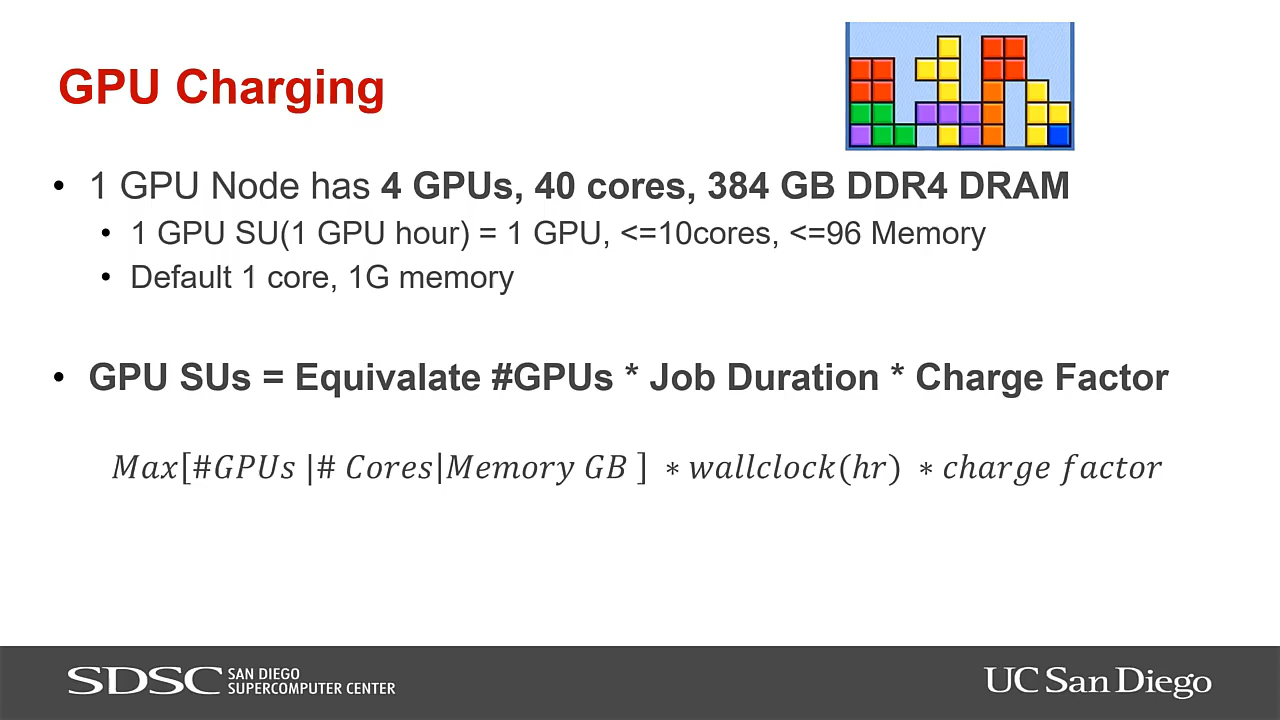 GPU Charging
• 1 GPU Node has 4 GPUs, 40 cores, 384 GB DDR4 DRAM
• 1 GPU SU(1 GPU hour) = 1 GPU, <=10cores, <=96 Memory
• Default 1 core, 1G memory
• GPU SUs = Equivalate #GPUs * Job Duration * Charge Factor
Max[#GPUs |# Cores|Memory GB ] * wallclock(hr) * charge factor
SDSC SAN DIEGO
SUPERCOMPUTER CENTER
UC San Diego